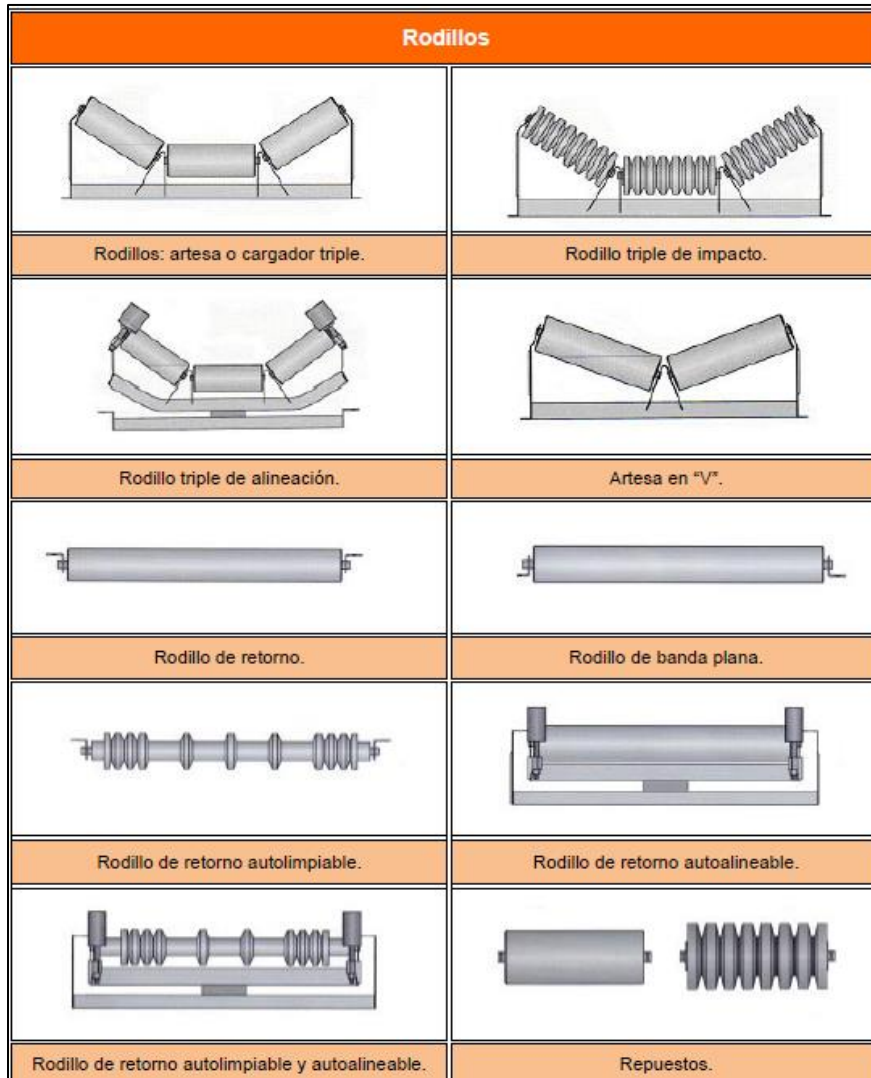 Rodillos
Rodillos: artesa o cargador triple.
Rodillo triple de impacto.
Rodillo triple de alineación.
Artesa en “V”.
Rodillo de retorno.
Rodillo de banda plana.
Rodillo de retorno autolimpiable.
Rodillo de retorno autoalineable.
Rodillo de retorno autolimpiable y autoalineable.
Repuestos.